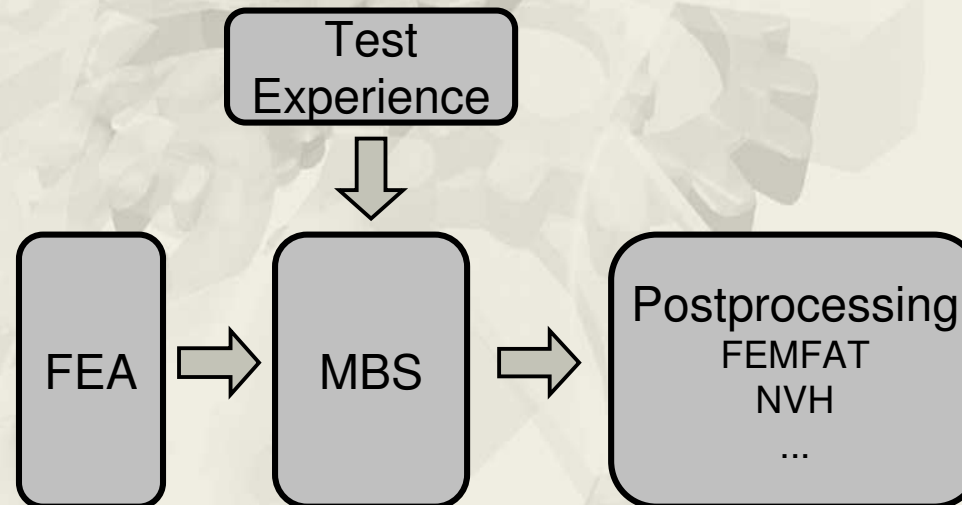 Test
Experience
FEA
MBS
Postprocessing
FEMFAT
NVH
...